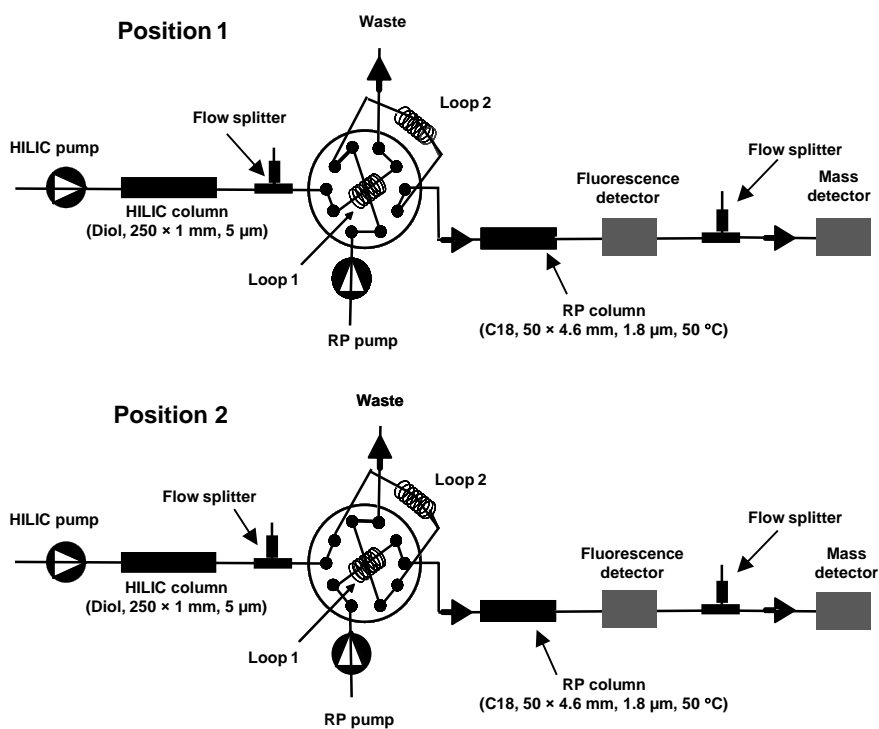 Position 1
Waste
Loop 2
Flow splitter
HILIC pump
HILIC column
(Diol, 250 × 1 mm, 5 µm)
Loop 1
RP pump
Fluorescence
detector
Flow splitter
Mass
detector
RP column
(C18, 50 × 4.6 mm, 1.8 µm, 50 ºC)
Position 2
Waste
Loop 2
Flow splitter
HILIC pump
HILIC column
(Diol, 250 × 1 mm, 5 µm)
Loop 1
RP pump
Fluorescence
detector
Flow splitter
Mass
detector
RP column
(C18, 50 × 4.6 mm, 1.8 µm, 50 ºC)